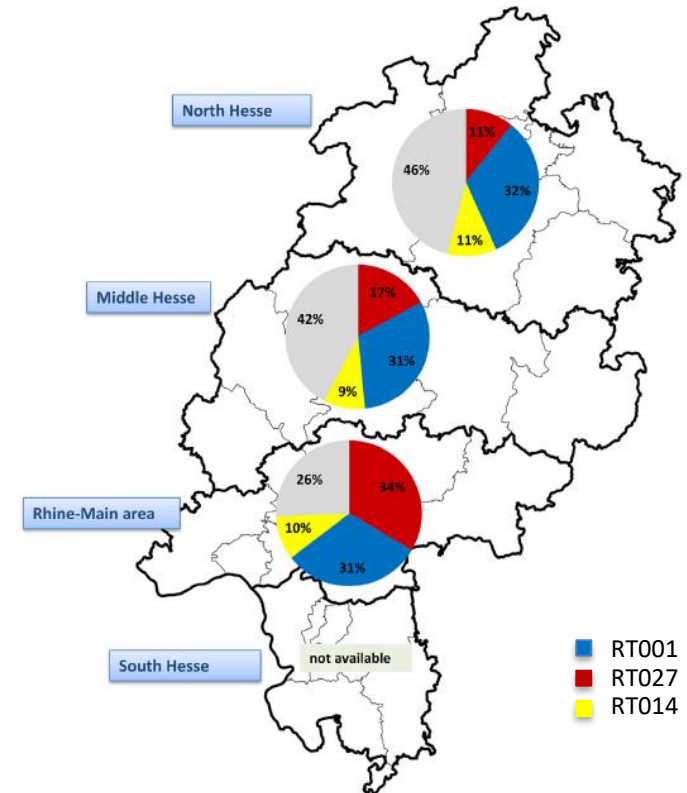 North Hesse
11%
46%
32%
11%
Middle Hesse
17%
42%
31%
9%
Rhine-Main area
26%
34%
10%
31%
South Hesse
not available
RT001
RT027
RT014